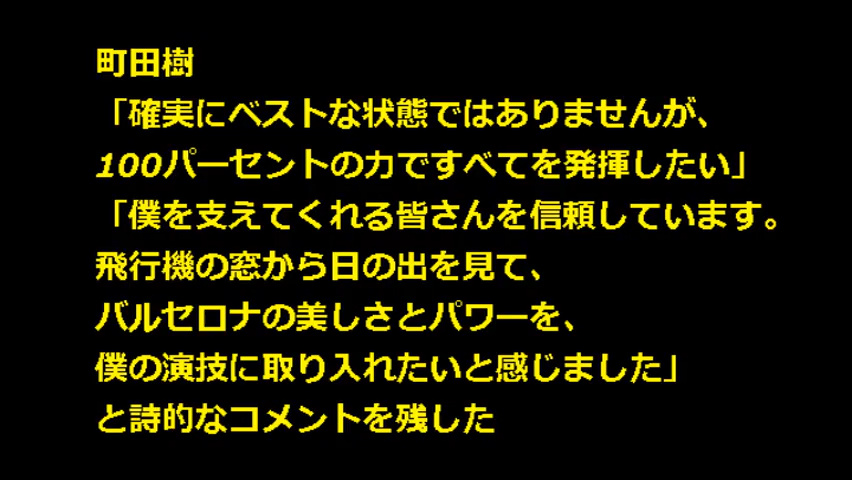 町田樹
「確実にベストな状態ではありませんが、
100パーセントの力ですべてを発揮したい」
「僕を支えてくれる皆さんを信頼しています。
飛行機の窓から日の出を見て、
バルセロナの美しさとパワーを、
僕の演技に取り入れたいと感じました」
と詩的なコメントを残した